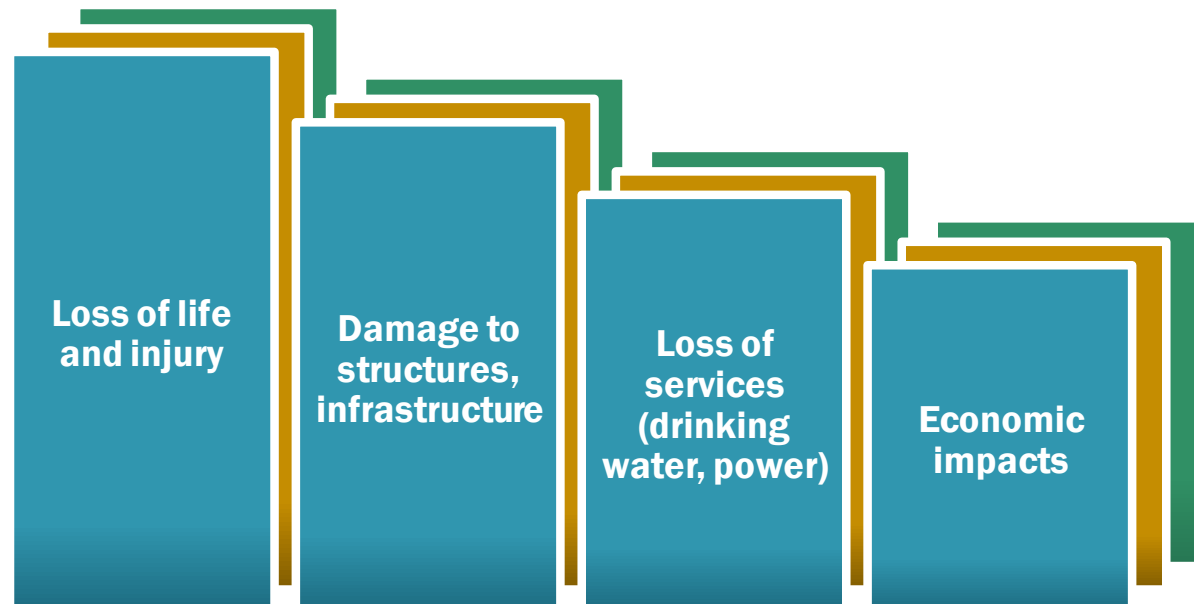 Loss of life
and injury
Damage to
structures,
infrastructure
Loss of
services
(drinking
water, power)
Economic
impacts